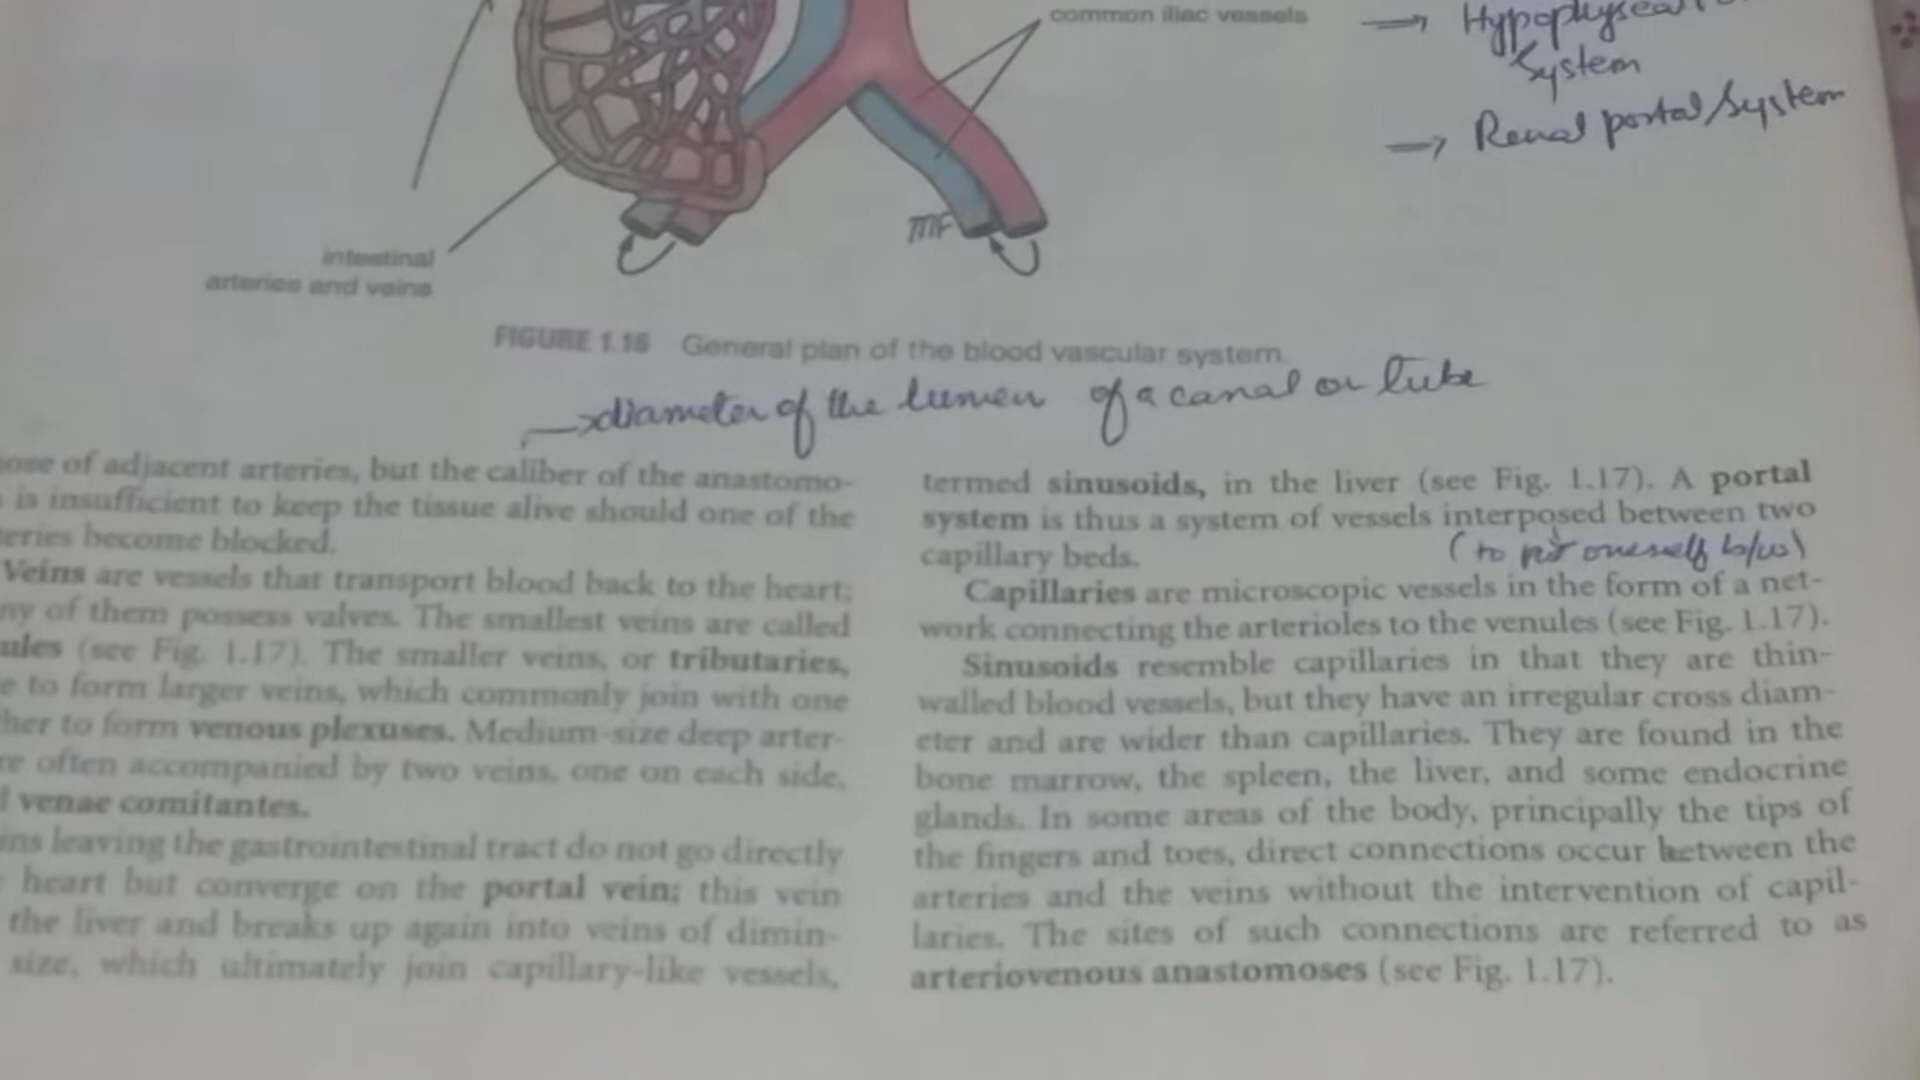 common iliac vessels
→ Hypophyseal
System
→ Renal portal System
intestinal
arteries and veins
MF
FIGURE 1.16 General plan of the blood vascular system.
→ diameter of the lumen of a canal or tube
of adjacent arteries, but the caliber of the anastomo-
is insufficient to keep the tissue alive should one of the
become blocked.
Veins are vessels that transport blood back to the heart;
of them possess valves. The smallest veins are called
(see Fig. 1.17). The smaller veins, or tributaries,
to form larger veins, which commonly join with one
to form venous plexuses. Medium-size deep arter-
often accompanied by two veins, one on each side,
venae comitantes.
leaving the gastrointestinal tract do not go directly
heart but converge on the portal vein; this vein
the liver and breaks up again into veins of dimin-
size, which ultimately join capillary-like vessels,
termed sinusoids, in the liver (see Fig. 1.17). A portal
system is thus a system of vessels interposed between two
capillary beds.
(to put oneself b/w)
Capillaries are microscopic vessels in the form of a net-
work connecting the arterioles to the venules (see Fig. 1.17).
Sinusoids resemble capillaries in that they are thin-
walled blood vessels, but they have an irregular cross diam-
eter and are wider than capillaries. They are found in the
bone marrow, the spleen, the liver, and some endocrine
glands. In some areas of the body, principally the tips of
the fingers and toes, direct connections occur between the
arteries and the veins without the intervention of capil-
laries. The sites of such connections are referred to as
arteriovenous anastomoses (see Fig. 1.17).